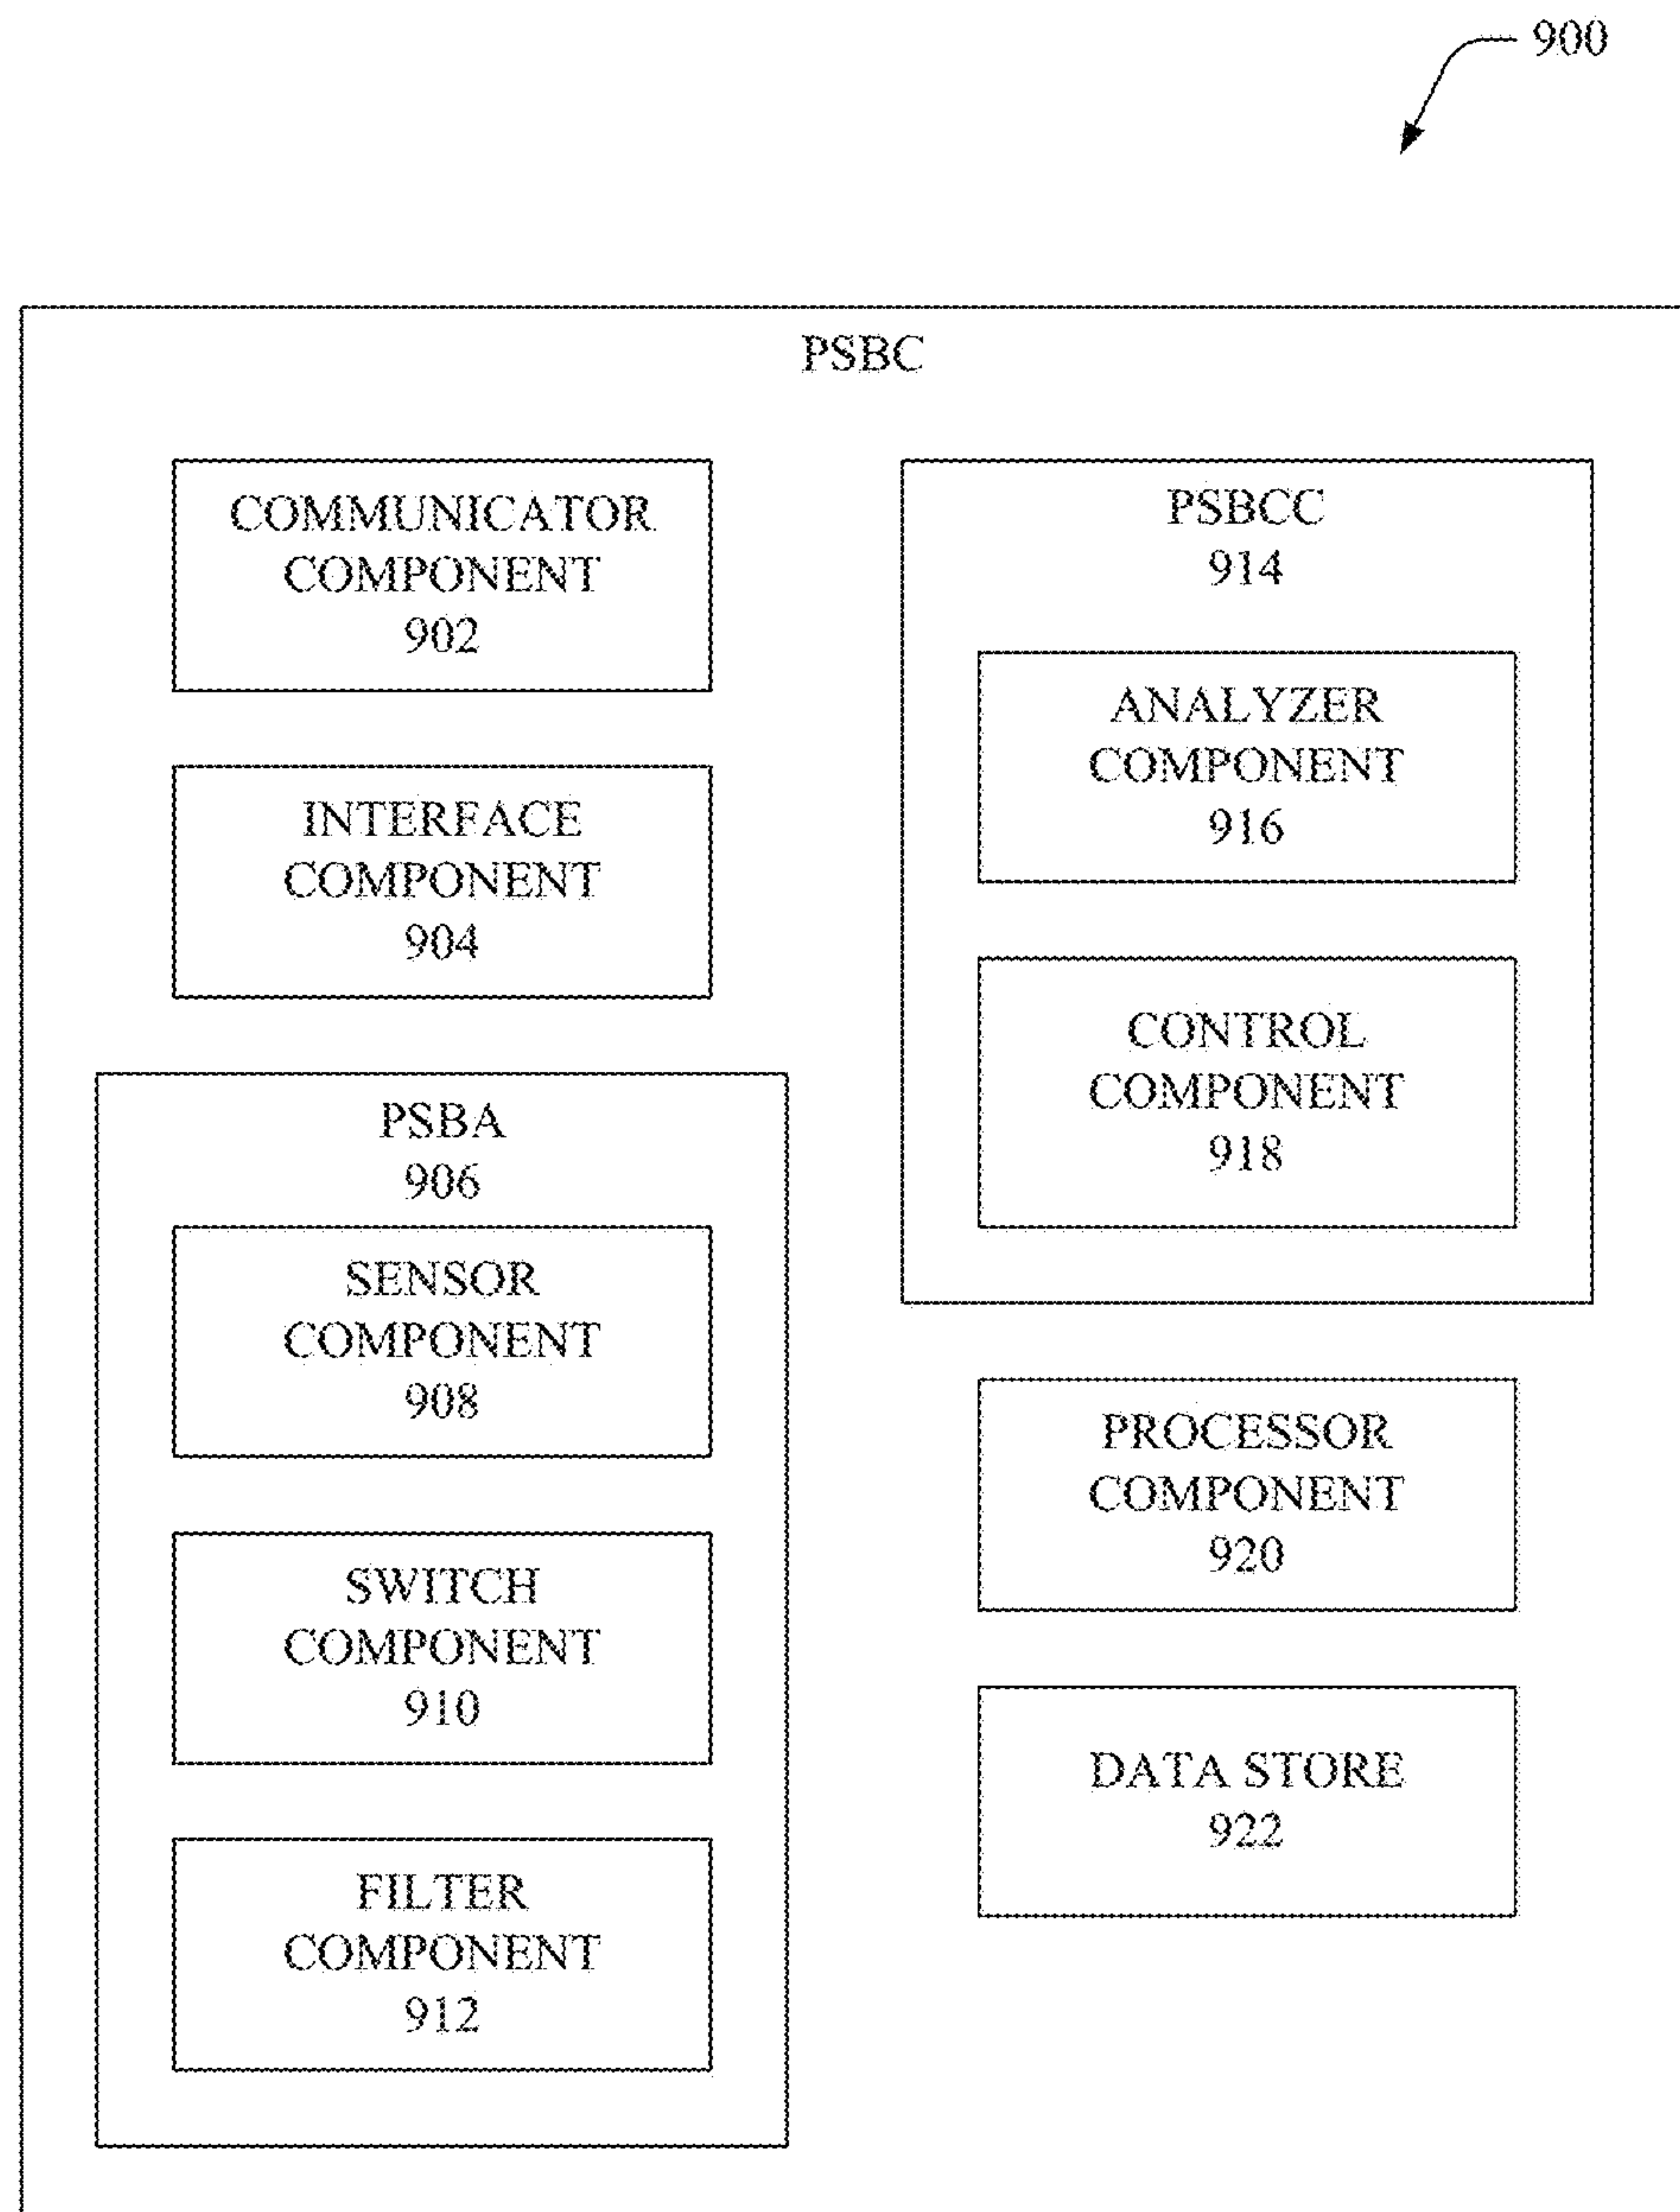 900
PSBC
COMMUNICATOR
COMPONENT
902
INTERFACE
COMPONENT
904
PSBA
906
SENSOR
COMPONENT
908
SWITCH
COMPONENT
910
FILTER
COMPONENT
912
PSBCC
914
ANALYZER
COMPONENT
916
CONTROL
COMPONENT
918
PROCESSOR
COMPONENT
920
DATA STORE
922